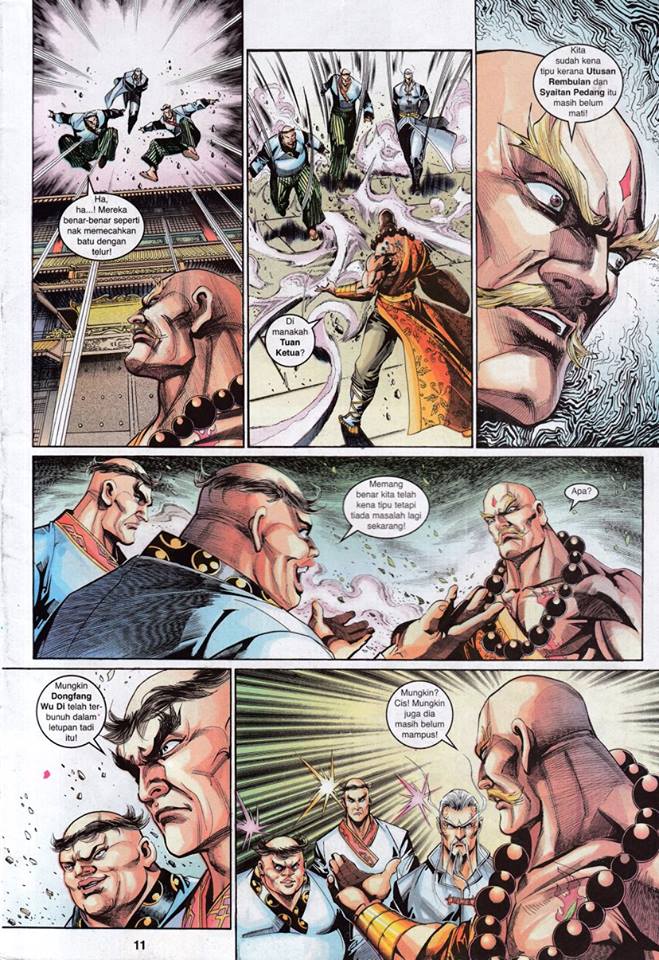 Ha,
ha...! Mereka
benar-benar seperti
nak memecahkan
batu dengan
telur!
Di
manakah
Tuan
Ketua?
Kita
sudah kena
tipu kerana Utusan
Rembulan dan
Syaitan Pedang itu
masih belum
mati!
Memang
benar kita telah
kena tipu tetapi
tiada masalah lagi
sekarang!
Apa?
Mungkin
Dongfang
Wu Di telah ter-
bunuh dalam
letupan tadi
itu!
Mungkin?
Cis! Mungkin
juga dia
masih belum
mampus!
11